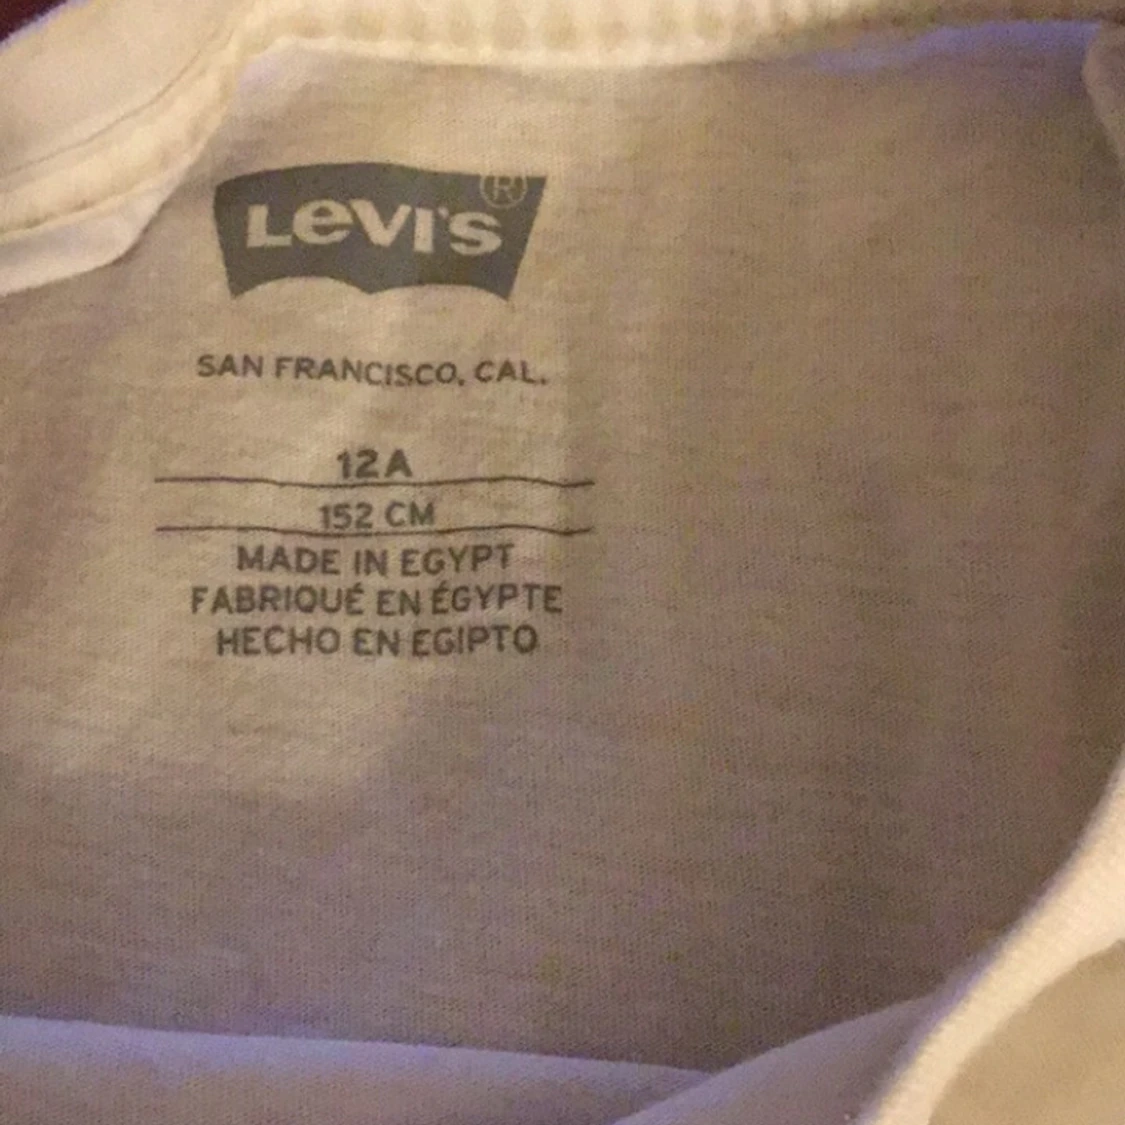 LEVI'S®
SAN FRANCISCO, CAL.
12A
152 CM
MADE IN EGYPT
FABRIQUÉ EN ÉGYPTE
HECHO EN EGIPTO